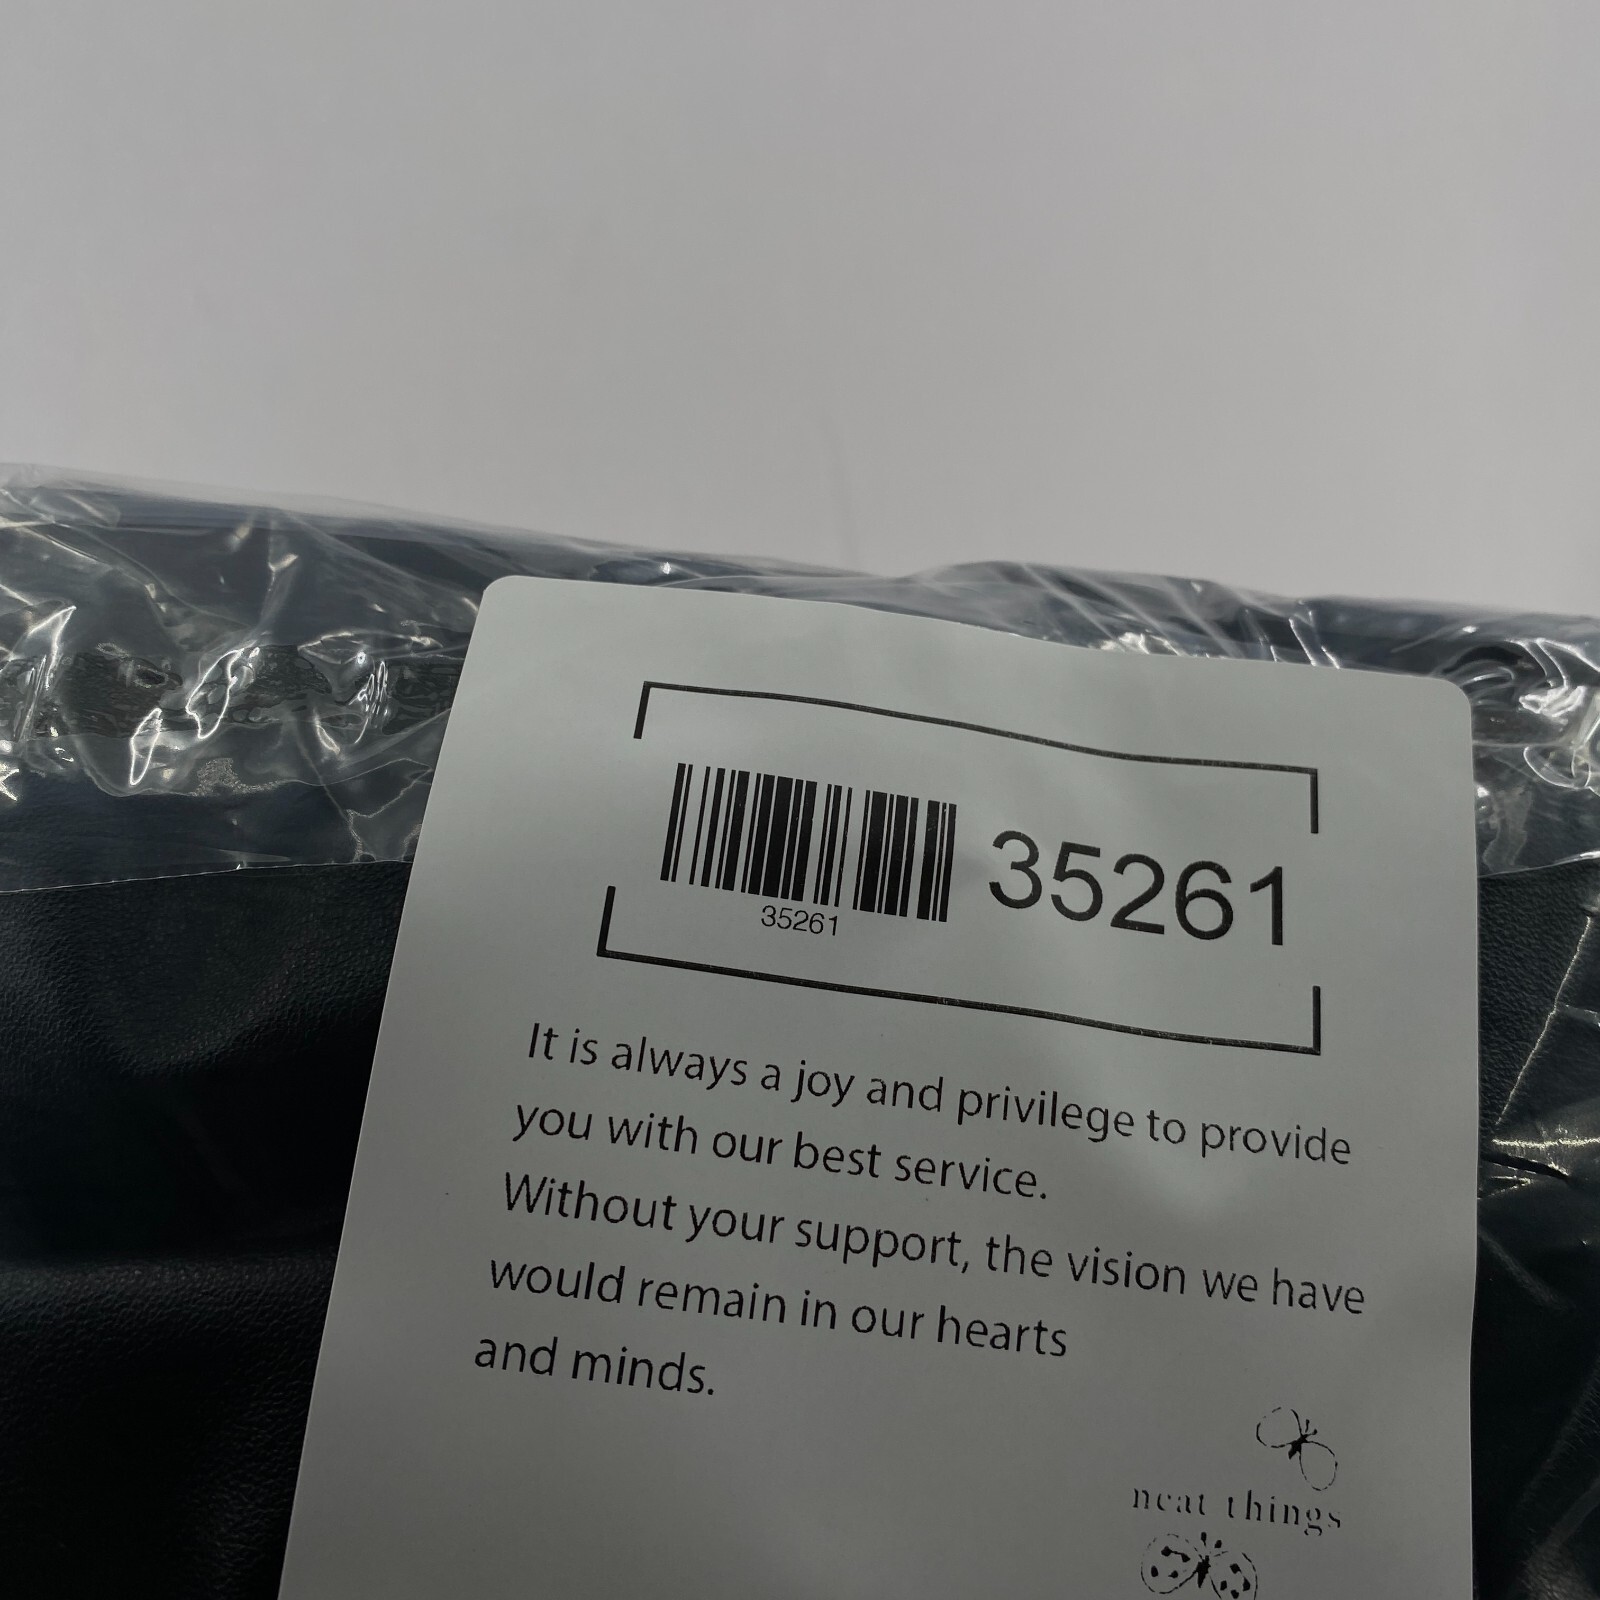 35261
35261
It is always a joy and privilege to provide
you with our best service.
Without your support, the vision we have
would remain in our hearts
and minds.
neat things